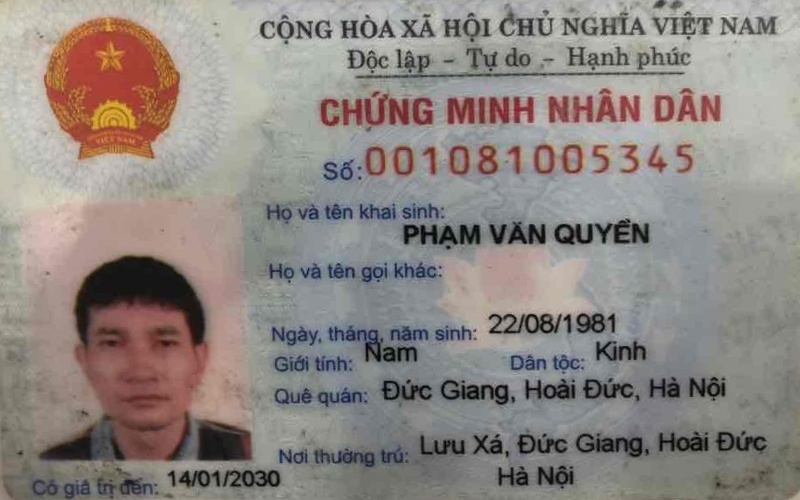 CỘNG HÒA XÃ HỘI CHỦ NGHĨA VIỆT NAM
Độc lập - Tự do - Hạnh phúc
CHỨNG MINH NHÂN DÂN
Số: 001081005345
Họ và tên khai sinh:
PHẠM VĂN QUYỀN
Họ và tên gọi khác:
Ngày, tháng, năm sinh: 22/08/1981
Giới tính: Nam Dân tộc: Kinh
Quê quán: Đức Giang, Hoài Đức, Hà Nội
Nơi thường trú: Lưu Xá, Đức Giang, Hoài Đức
Hà Nội
Có giá trị đến: 14/01/2030
VIỆT NAM